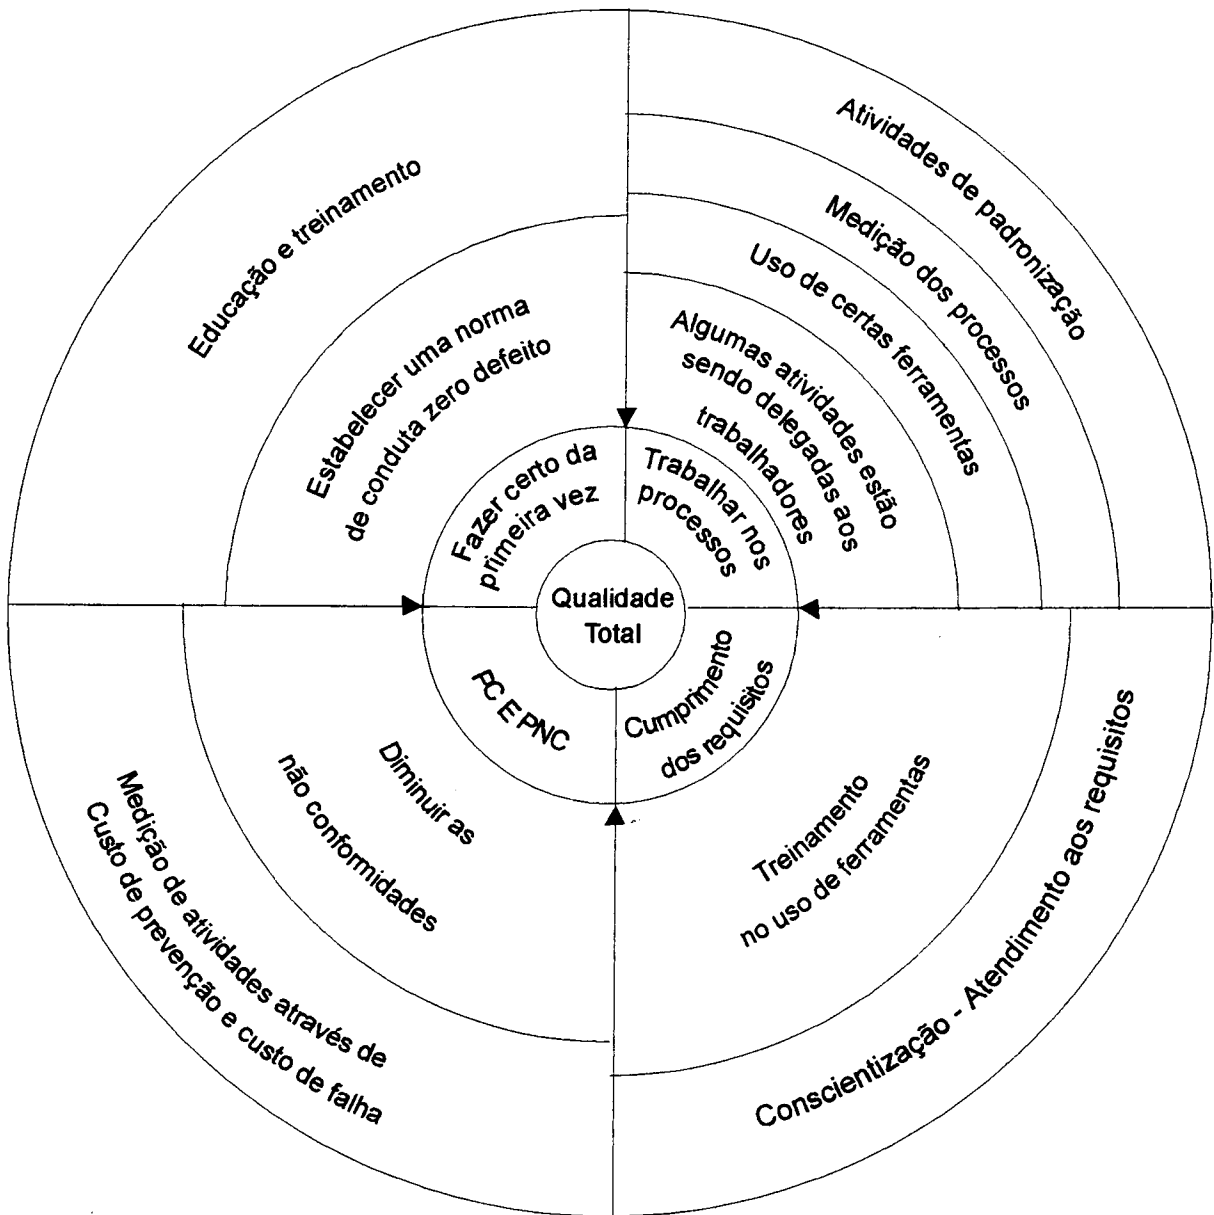 Educação e treinamento
Estabelecer uma norma
de conduta zero defeito
Fazer certo da
primeira vez
Atividades de padronização
Medição dos processos
Uso de certas ferramentas
Algumas atividades estão
sendo delegadas aos
trabalhadores
Trabalhar nos
processos
Qualidade
Total
PC E PNC
Diminuir as
não conformidades
Medição de atividades através de
Custo de prevenção e custo de falha
Cumprimento
dos requisitos
Treinamento
no uso de ferramentas
Conscientização - Atendimento aos requisitos